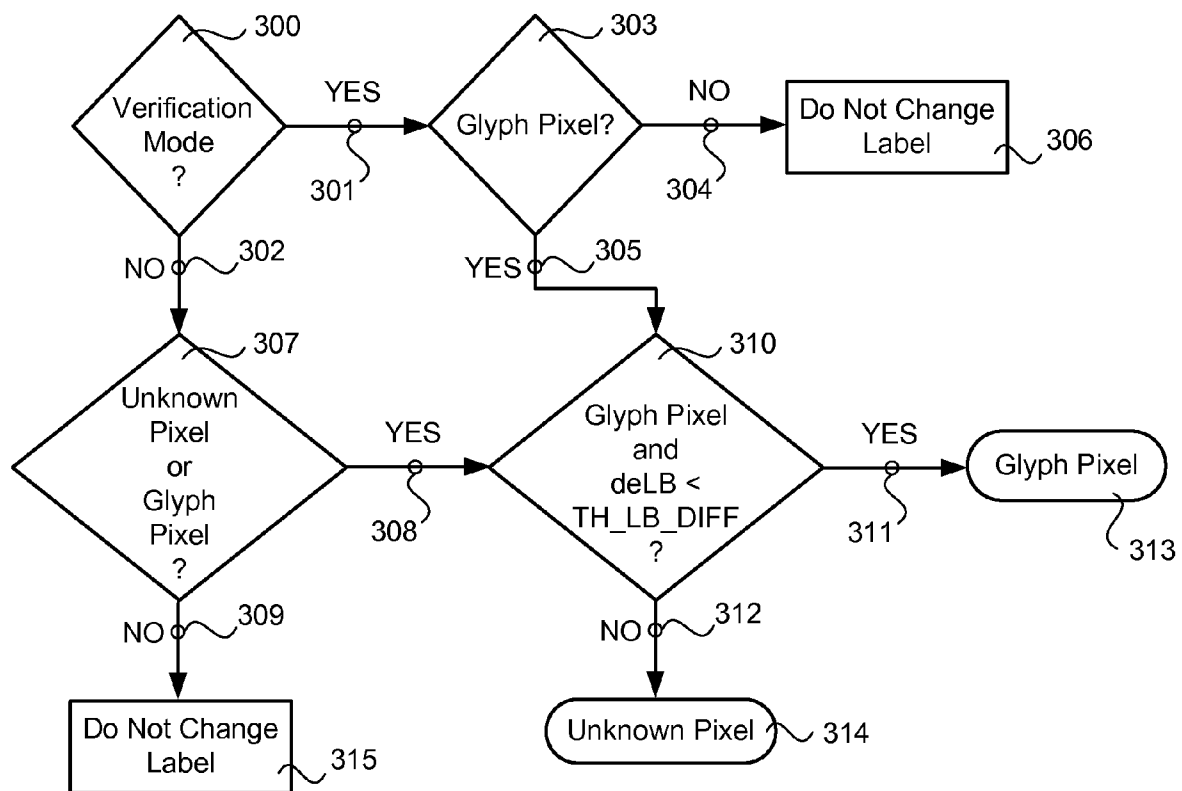 300
303
Verification
Mode
?
YES
301
Glyph Pixel?
NO
304
Do Not Change
Label
306
NO
302
YES
305
307
Unknown
Pixel
or
Glyph
Pixel
?
YES
308
310
Glyph Pixel
and
deLB <
TH_LB_DIFF
?
YES
311
Glyph Pixel
313
NO
309
NO
312
Do Not Change
Label
315
Unknown Pixel
314